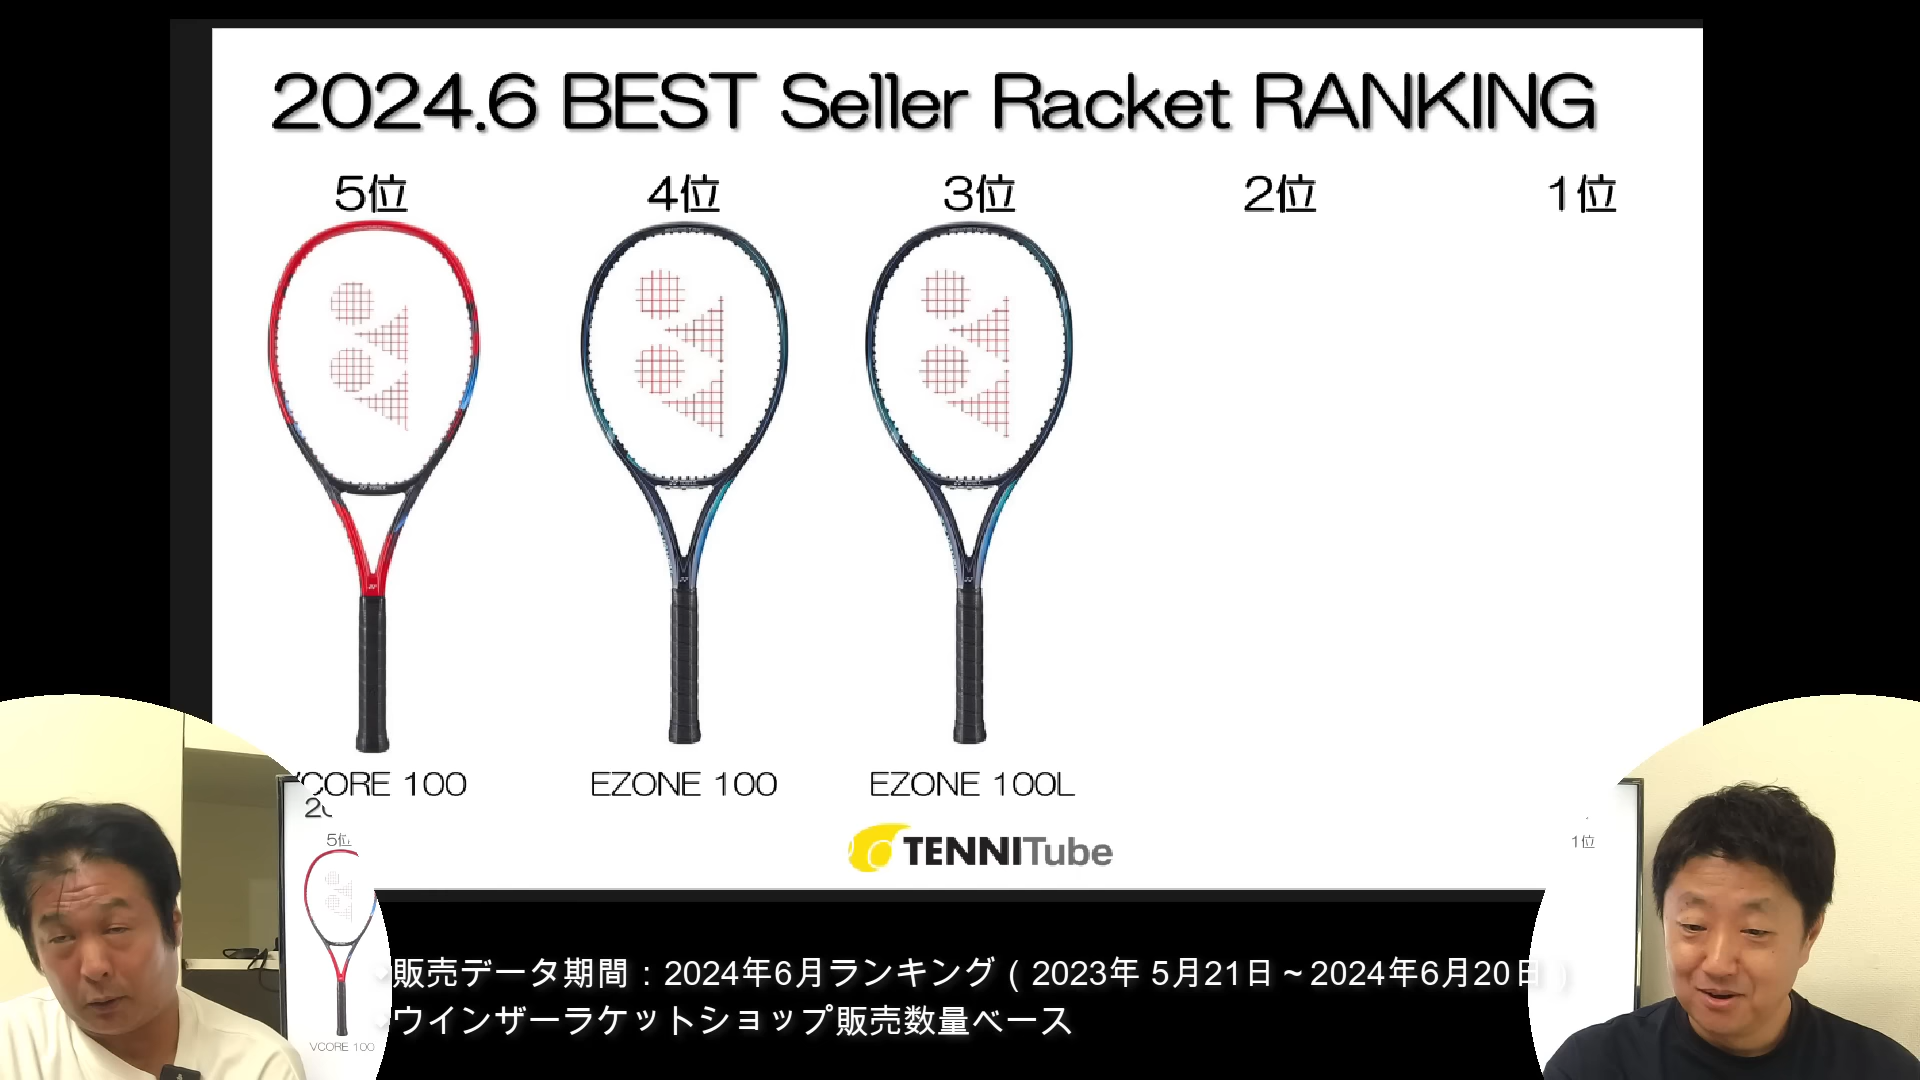 2024.6 BEST Seller Racket RANKING
5位 4位 3位 2位 1位
VCORE 100 EZONE 100 EZONE 100L
TENNITube
2
5位
1位
VCORE 100
•販売データ期間：2024年6月ランキング（2023年 5月21日～2024年6月20日）
•ウインザーラケットショップ販売数量ベース